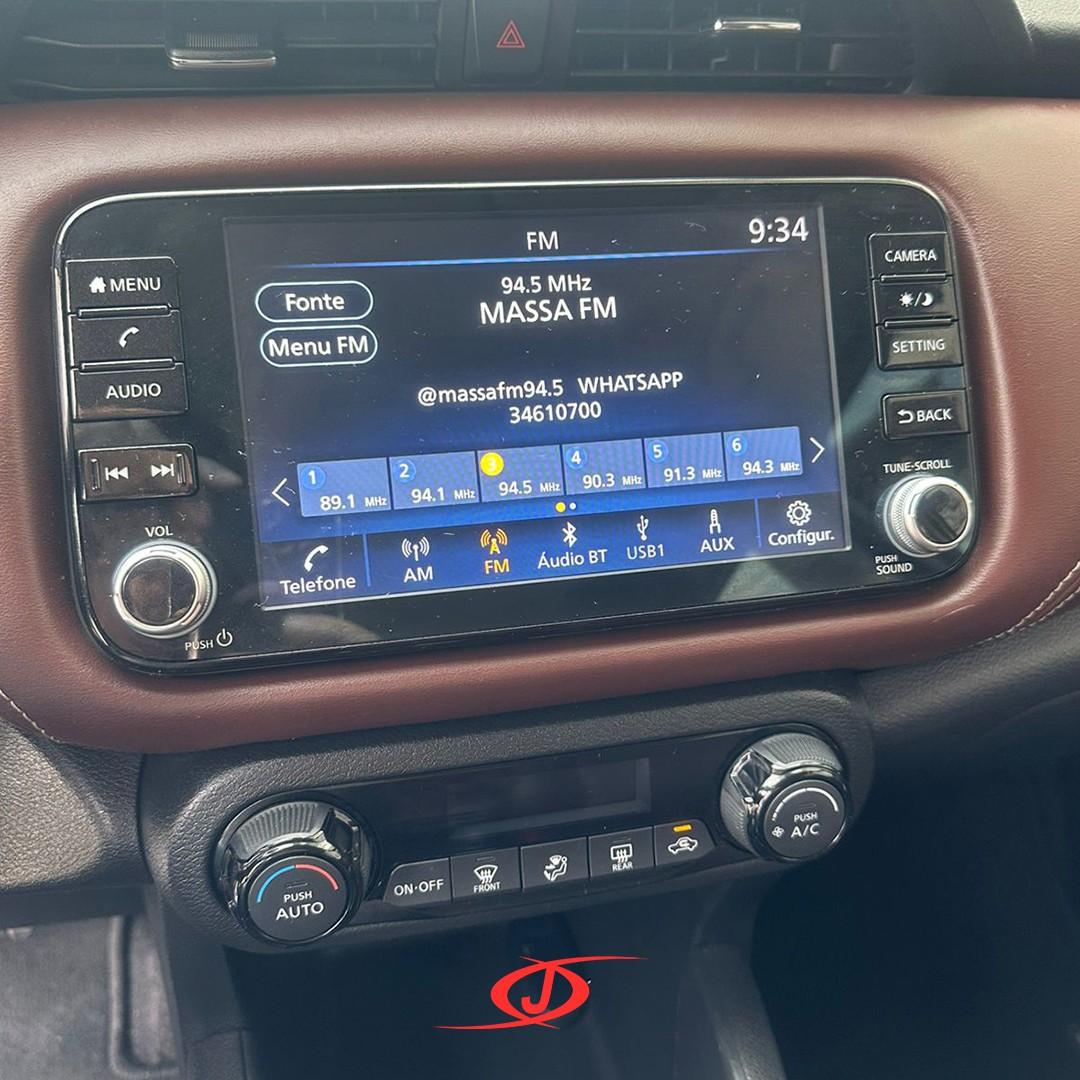 FM
9:34
MENU
AUDIO
VOL
PUSH
Fonte
Menu FM
94.5 MHz
MASSA FM
@massafm94.5 WHATSAPP
34610700
1 89.1 MHz
2 94.1 MHz
3 94.5 MHz
4 90.3 MHz
5 91.3 MHz
6 94.3 MHz
Telefone
AM
FM
Áudio BT
USB1
AUX
Configur.
CAMERA
SETTING
BACK
TUNE-SCROLL
PUSH
SOUND
PUSH
AUTO
ON·OFF
FRONT
REAR
PUSH
A/C
J